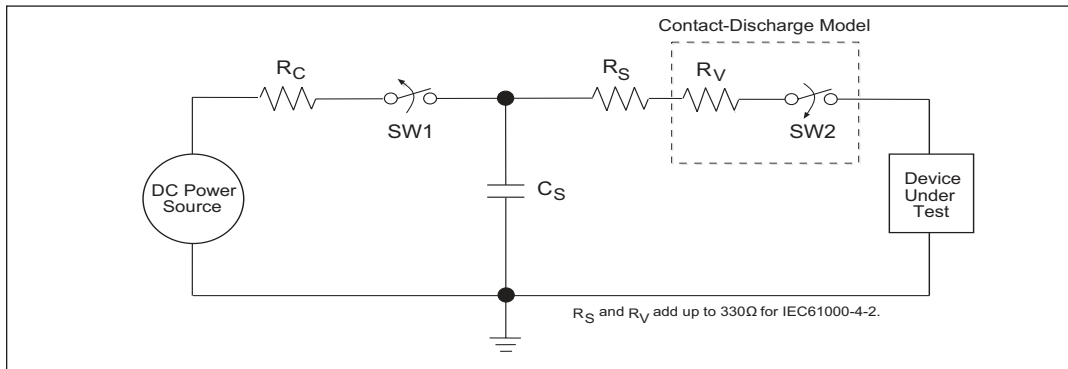 Contact-Discharge Model
RC
SW1
RS
RV
SW2
CS
DC Power
Source
Device
Under
Test
RS and RV add up to 330Ω for IEC61000-4-2.